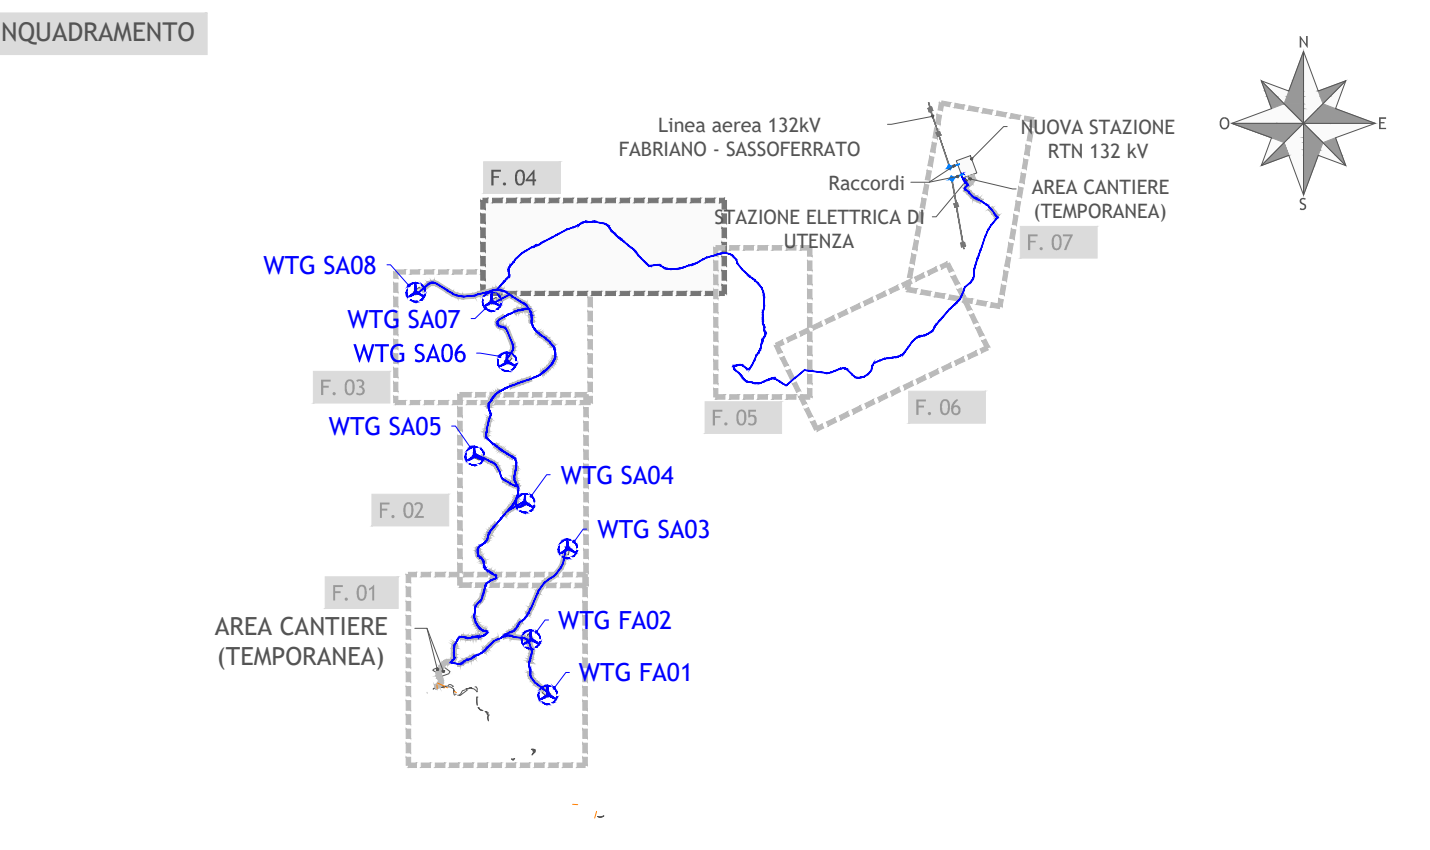 NQUADRAMENTO
N
O
E
S
Linea aerea 132kV
FABRIANO - SASSOFERRATO
NUOVA STAZIONE
RTN 132 kV
F. 04
Raccordi
AREA CANTIERE
(TEMPORANEA)
STAZIONE ELETTRICA DI
UTENZA
F. 07
WTG SA08
WTG SA07
WTG SA06
F. 03
F. 05
F. 06
WTG SA05
WTG SA04
F. 02
WTG SA03
F. 01
AREA CANTIERE
(TEMPORANEA)
WTG FA02
WTG FA01